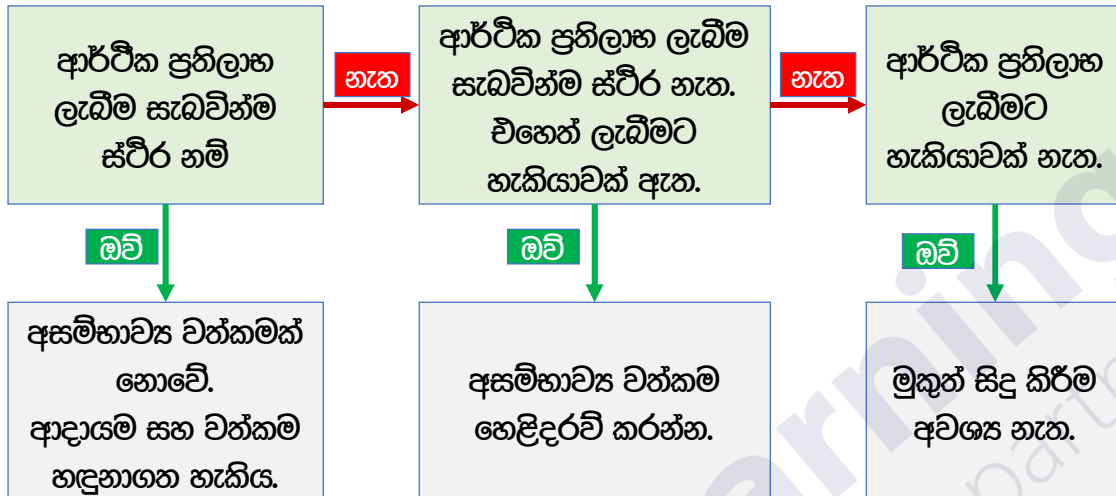 ආර්ථික ප්‍රතිලාභ
ලැබීම සැබවින්ම
ස්ථිර නම්
නැත
ආර්ථික ප්‍රතිලාභ ලැබීම
සැබවින්ම ස්ථිර නැත.
එහෙත් ලැබීමට
හැකියාවක් ඇත.
නැත
ආර්ථික ප්‍රතිලාභ
ලැබීමට
හැකියාවක් නැත.
ඔව්
ඔව්
ඔව්
අසම්භාව්‍ය වත්කමක්
නොවේ.
ආදායම සහ වත්කම
හඳුනාගත හැකිය.
අසම්භාව්‍ය වත්කම
හෙළිදරව් කරන්න.
මුකුත් සිදු කිරීම
අවශ්‍ය නැත.